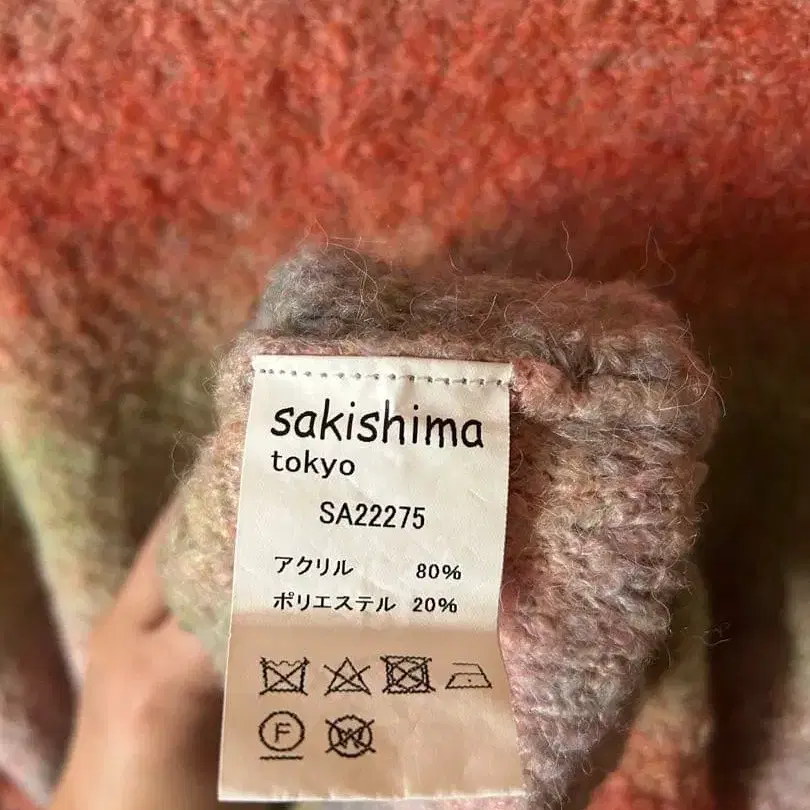 sakishima
tokyo
SA22275
アクリル 80%
ポリエステル 20%
F W